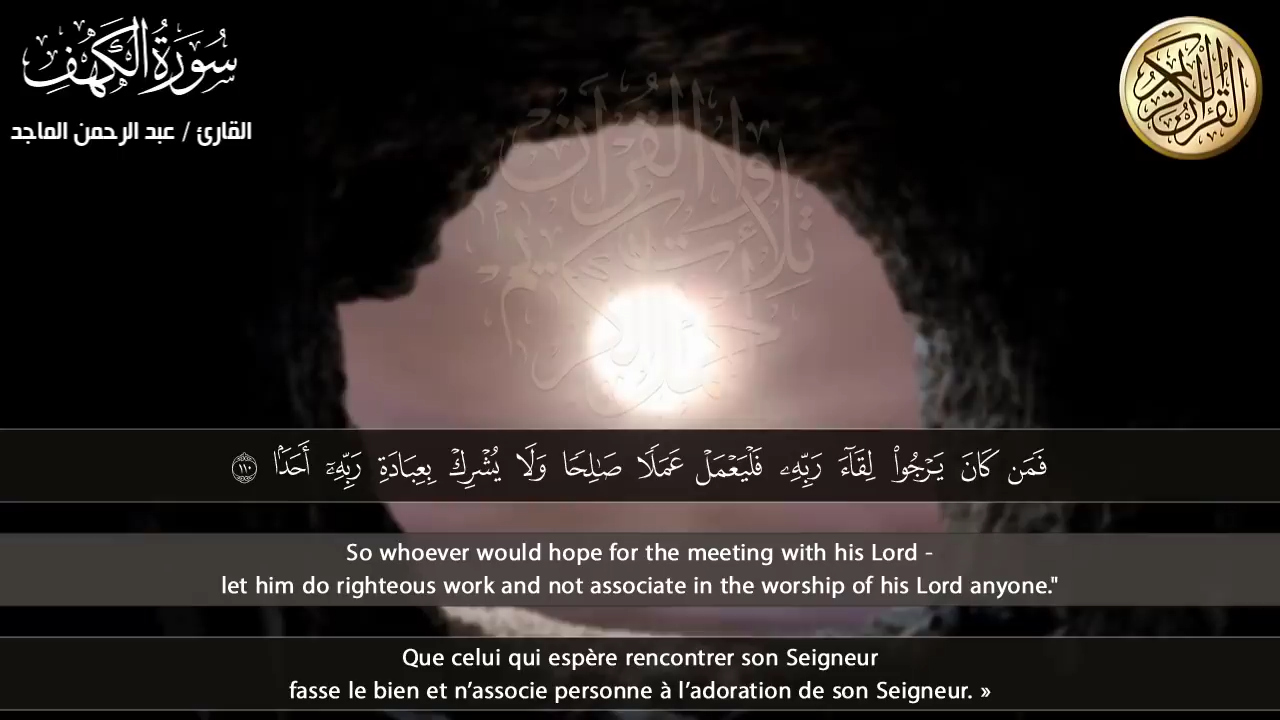 سُورَةُ الكَهْفِ
القارئ / عبد الرحمن الماجد
القرآن الكريم
فَمَن كَانَ يَرْجُوا۟ لِقَآءَ رَبِّهِۦ فَلْيَعْمَلْ عَمَلًا صَـٰلِحًا وَلَا يُشْرِكْ بِعِبَادَةِ رَبِّهِۦٓ أَحَدًۢا ١١٠
So whoever would hope for the meeting with his Lord -
let him do righteous work and not associate in the worship of his Lord anyone."
Que celui qui espère rencontrer son Seigneur
fasse le bien et n’associe personne à l’adoration de son Seigneur. »